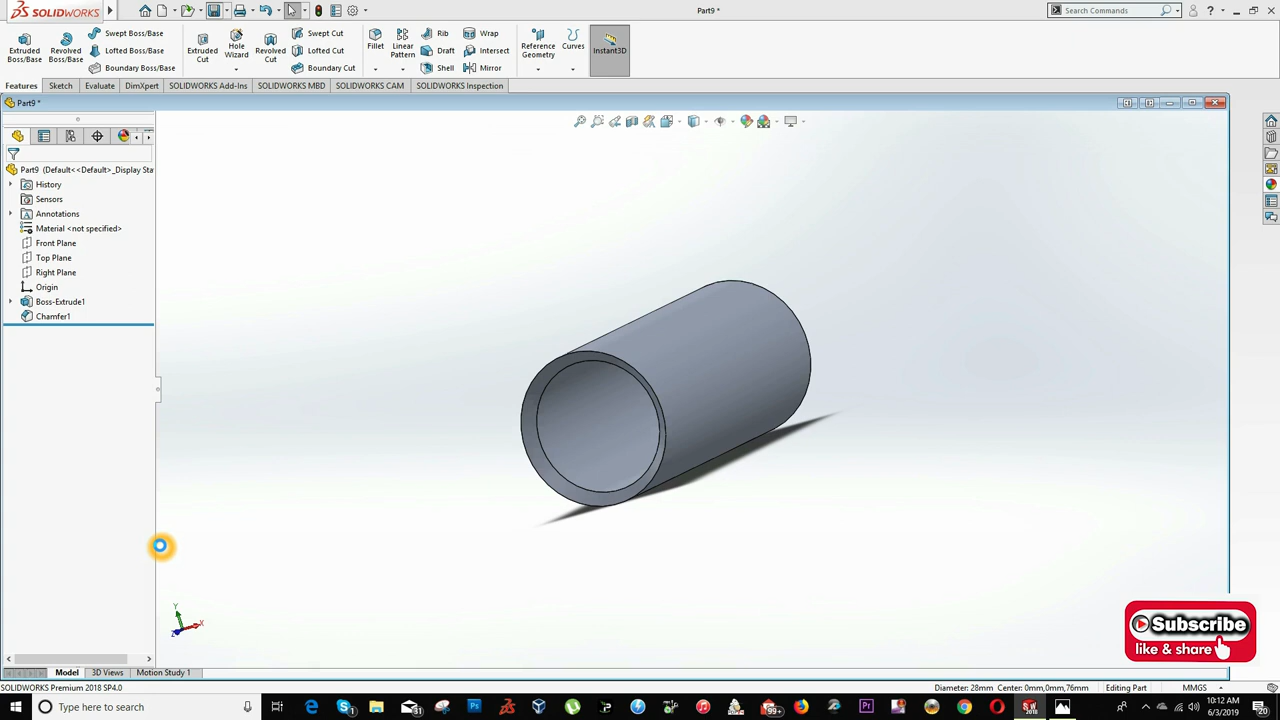 SOLIDWORKS
Part9 *
Search Commands
Extruded Boss/Base
Revolved Boss/Base
Swept Boss/Base
Lofted Boss/Base
Boundary Boss/Base
Extruded Cut
Hole Wizard
Revolved Cut
Swept Cut
Lofted Cut
Boundary Cut
Fillet
Linear Pattern
Rib
Draft
Shell
Wrap
Intersect
Mirror
Reference Geometry
Curves
Instant3D
Features Sketch Evaluate DimXpert SOLIDWORKS Add-Ins SOLIDWORKS MBD SOLIDWORKS CAM SOLIDWORKS Inspection
Part9 *
Part9 (Default<<Default>_Display Sta
History
Sensors
Annotations
Material <not specified>
Front Plane
Top Plane
Right Plane
Origin
Boss-Extrude1
Chamfer1
Y
X
Z
Subscribe
like & share
Model 3D Views Motion Study 1
SOLIDWORKS Premium 2018 SP4.0 Diameter: 28mm Center: 0mm,0mm,76mm Editing Part MMGS
Type here to search
99+
10:12 AM
6/3/2019